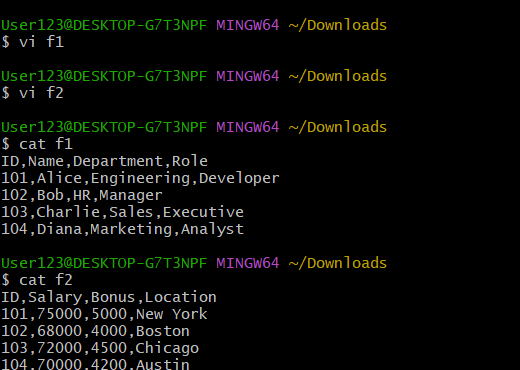 User123@DESKTOP-G7T3NPF MINGW64 ~/Downloads
$ vi f1
User123@DESKTOP-G7T3NPF MINGW64 ~/Downloads
$ vi f2
User123@DESKTOP-G7T3NPF MINGW64 ~/Downloads
$ cat f1
ID,Name,Department,Role
101,Alice,Engineering,Developer
102,Bob,HR,Manager
103,Charlie,Sales,Executive
104,Diana,Marketing,Analyst
User123@DESKTOP-G7T3NPF MINGW64 ~/Downloads
$ cat f2
ID,Salary,Bonus,Location
101,75000,5000,New York
102,68000,4000,Boston
103,72000,4500,Chicago
104,70000,4200,Austin